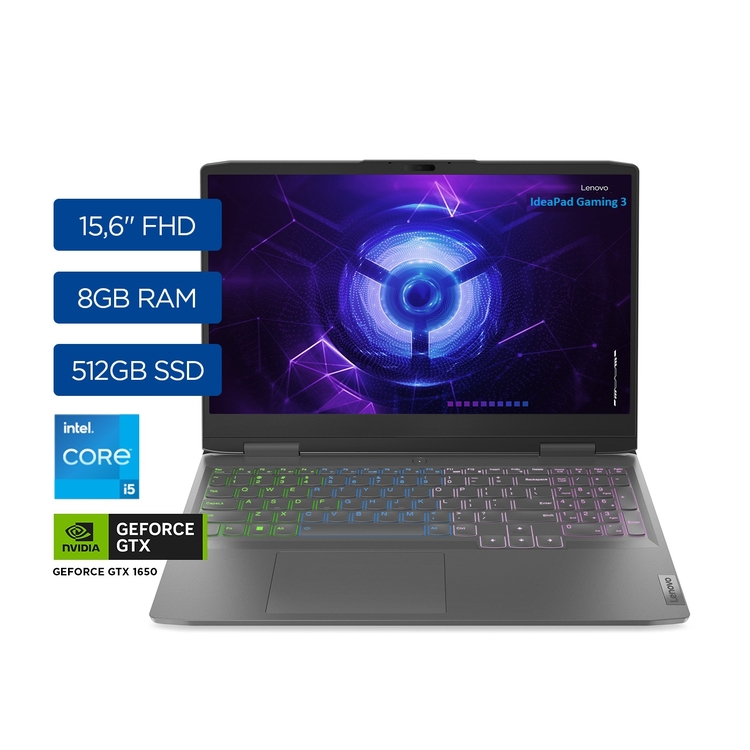 Lenovo
IdeaPad Gaming 3
15,6" FHD
8GB RAM
512GB SSD
intel.
CORE
i5
NVIDIA
GEFORCE
GTX
GEFORCE GTX 1650
Lenovo